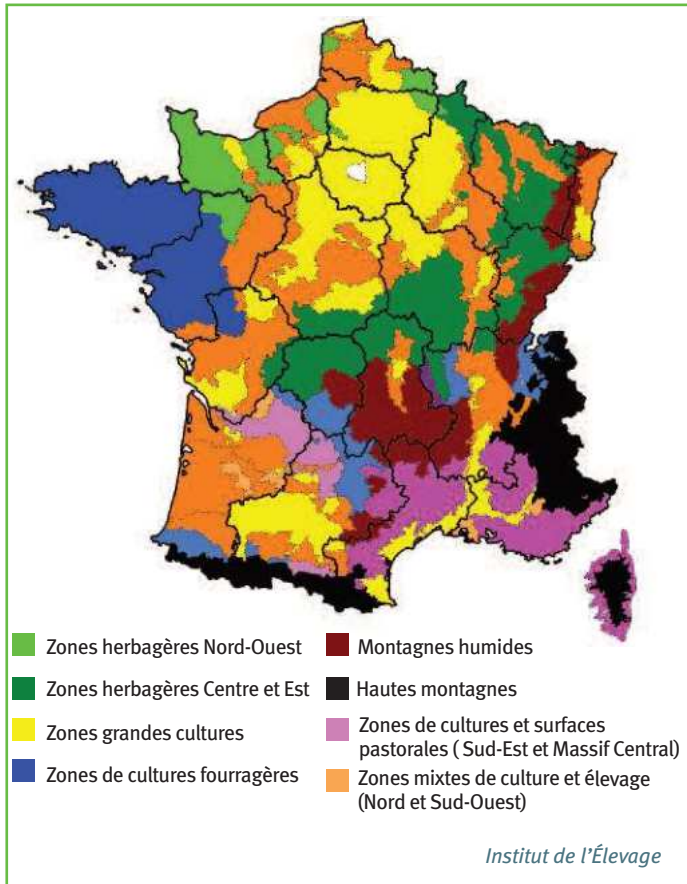 Zones herbagères Nord-Ouest
Zones herbagères Centre et Est
Zones grandes cultures
Zones de cultures fourragères
Montagnes humides
Hautes montagnes
Zones de cultures et surfaces
pastorales ( Sud-Est et Massif Central)
Zones mixtes de culture et élevage
(Nord et Sud-Ouest)
Institut de l’Élevage